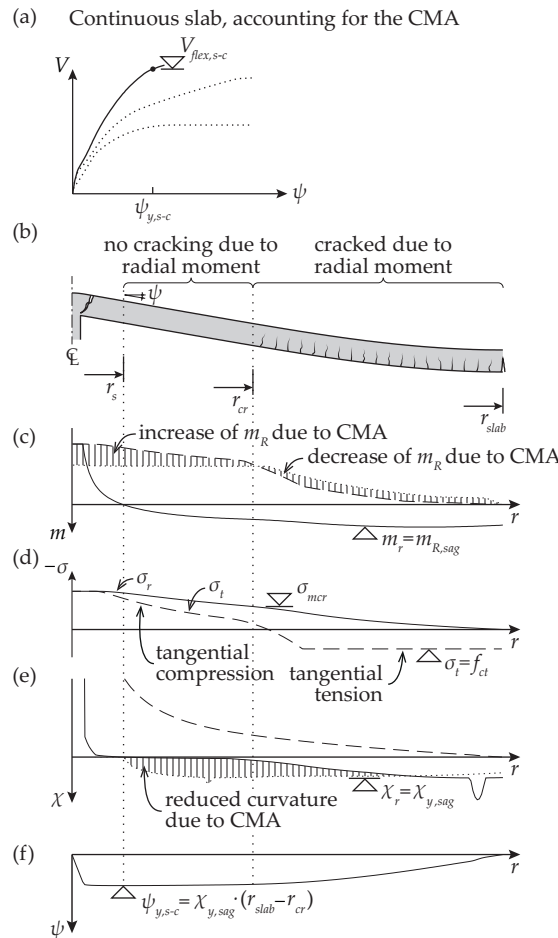 (a) Continuous slab, accounting for the CMA
V
V_flex,s-c
ψ
ψ_y,s-c
(b)
no cracking due to radial moment
cracked due to radial moment
ψ
℄
r_s
r_cr
r_slab
(c)
increase of m_R due to CMA
decrease of m_R due to CMA
r
m
m_r=m_R,sag
(d)
-σ
σ_r
σ_t
σ_mcr
r
tangential compression
tangential tension
σ_t=f_ct
(e)
r
χ
χ_r=χ_y,sag
reduced curvature due to CMA
(f)
r
ψ
ψ_y,s-c = χ_y,sag·(r_slab−r_cr)